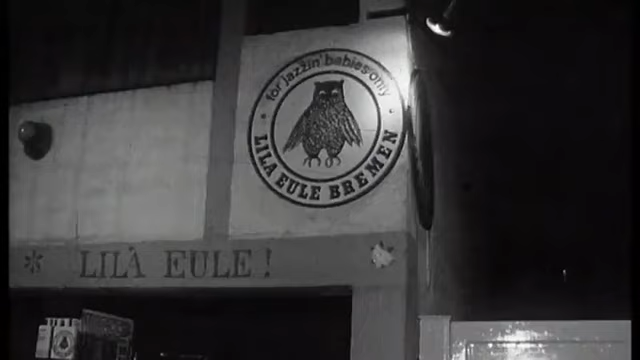 for jazzin' babies only
LILA EULE BREMEN
LILA EULE!